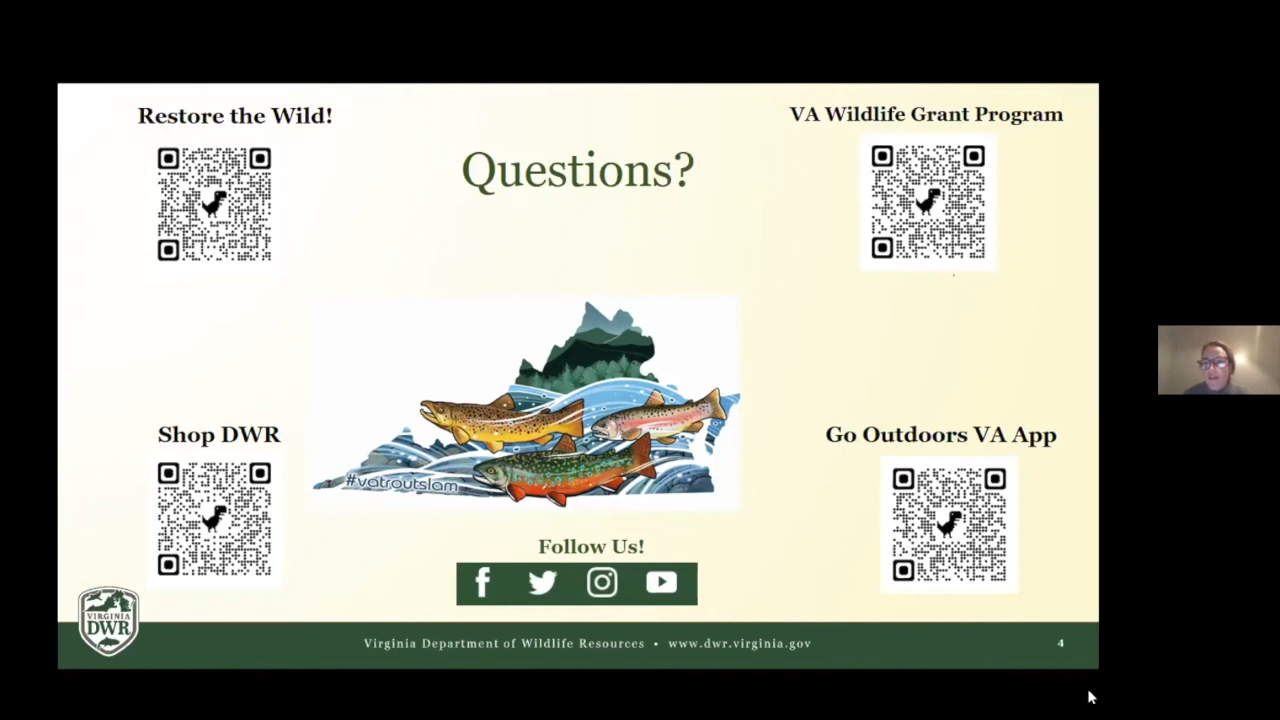 Restore the Wild!
VA Wildlife Grant Program
Questions?
Shop DWR
Go Outdoors VA App
#vatroutslam
Follow Us!
VIRGINIA
DWR
Virginia Department of Wildlife Resources • www.dwr.virginia.gov
4